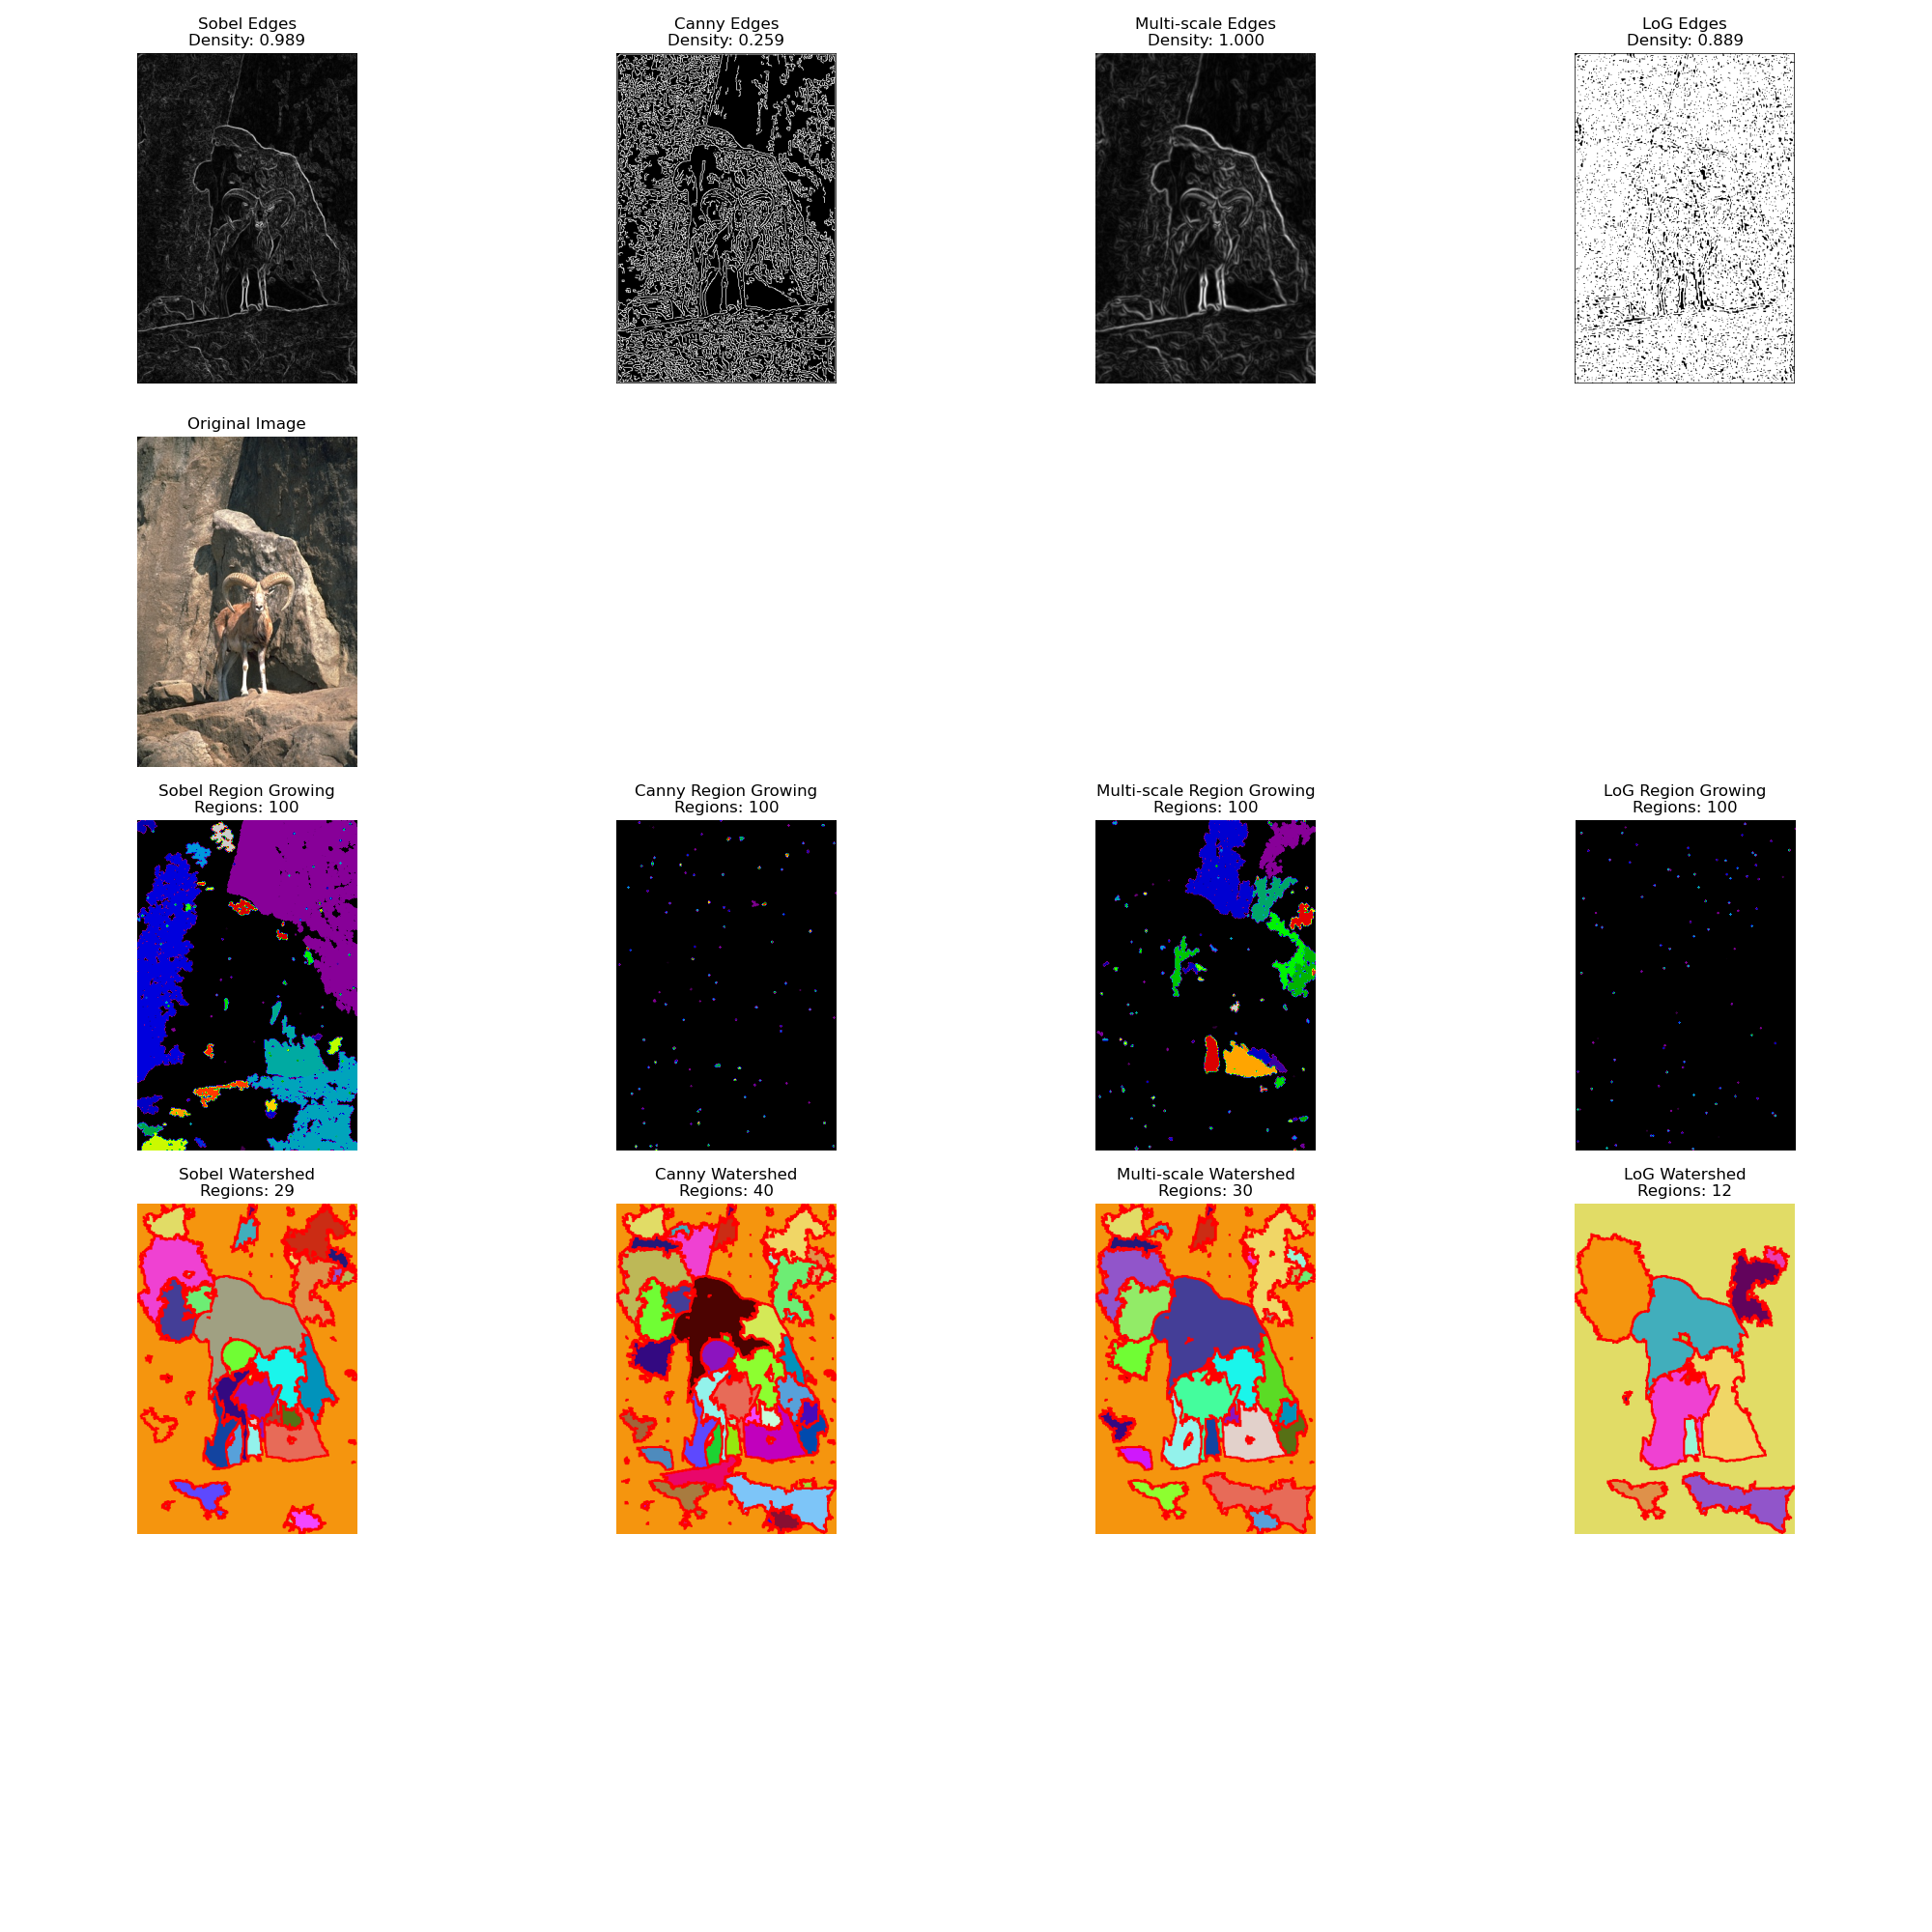 Sobel Edges
Density: 0.989
Canny Edges
Density: 0.259
Multi-scale Edges
Density: 1.000
LoG Edges
Density: 0.889
Original Image
Sobel Region Growing
Regions: 100
Canny Region Growing
Regions: 100
Multi-scale Region Growing
Regions: 100
LoG Region Growing
Regions: 100
Sobel Watershed
Regions: 29
Canny Watershed
Regions: 40
Multi-scale Watershed
Regions: 30
LoG Watershed
Regions: 12